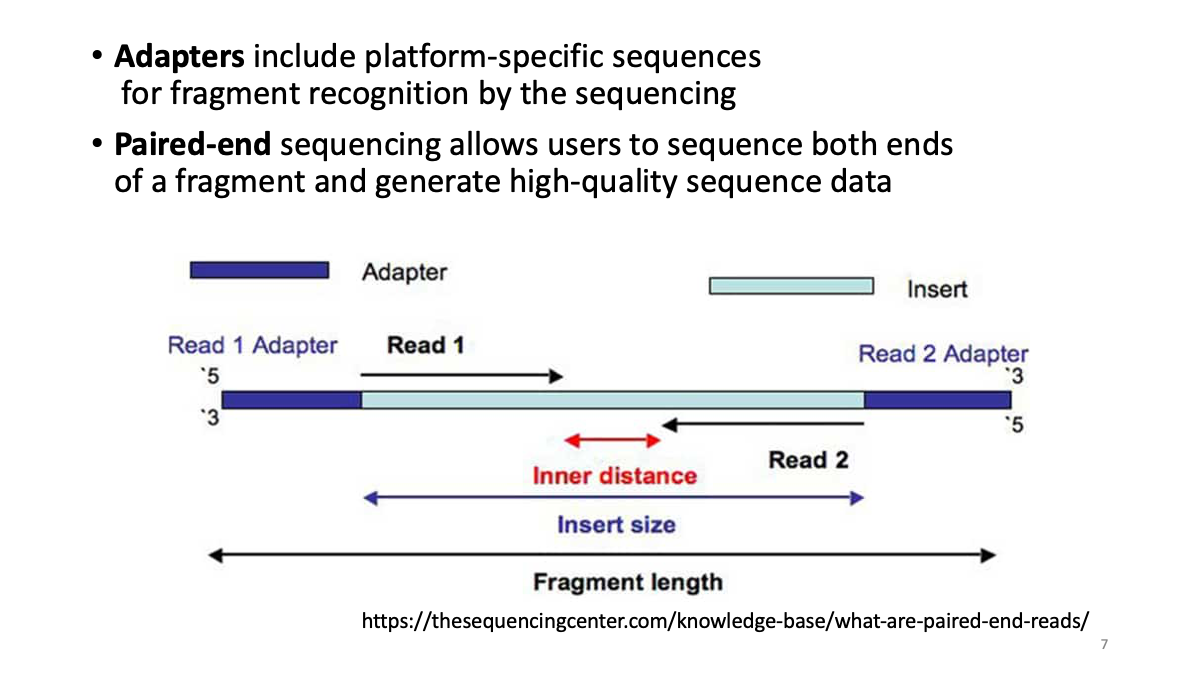 • Adapters include platform-specific sequences
for fragment recognition by the sequencing
• Paired-end sequencing allows users to sequence both ends
of a fragment and generate high-quality sequence data
Adapter
Insert
Read 1 Adapter
Read 1
Read 2 Adapter
`5
`3
`3
`5
Read 2
Inner distance
Insert size
Fragment length
https://thesequencingcenter.com/knowledge-base/what-are-paired-end-reads/
7